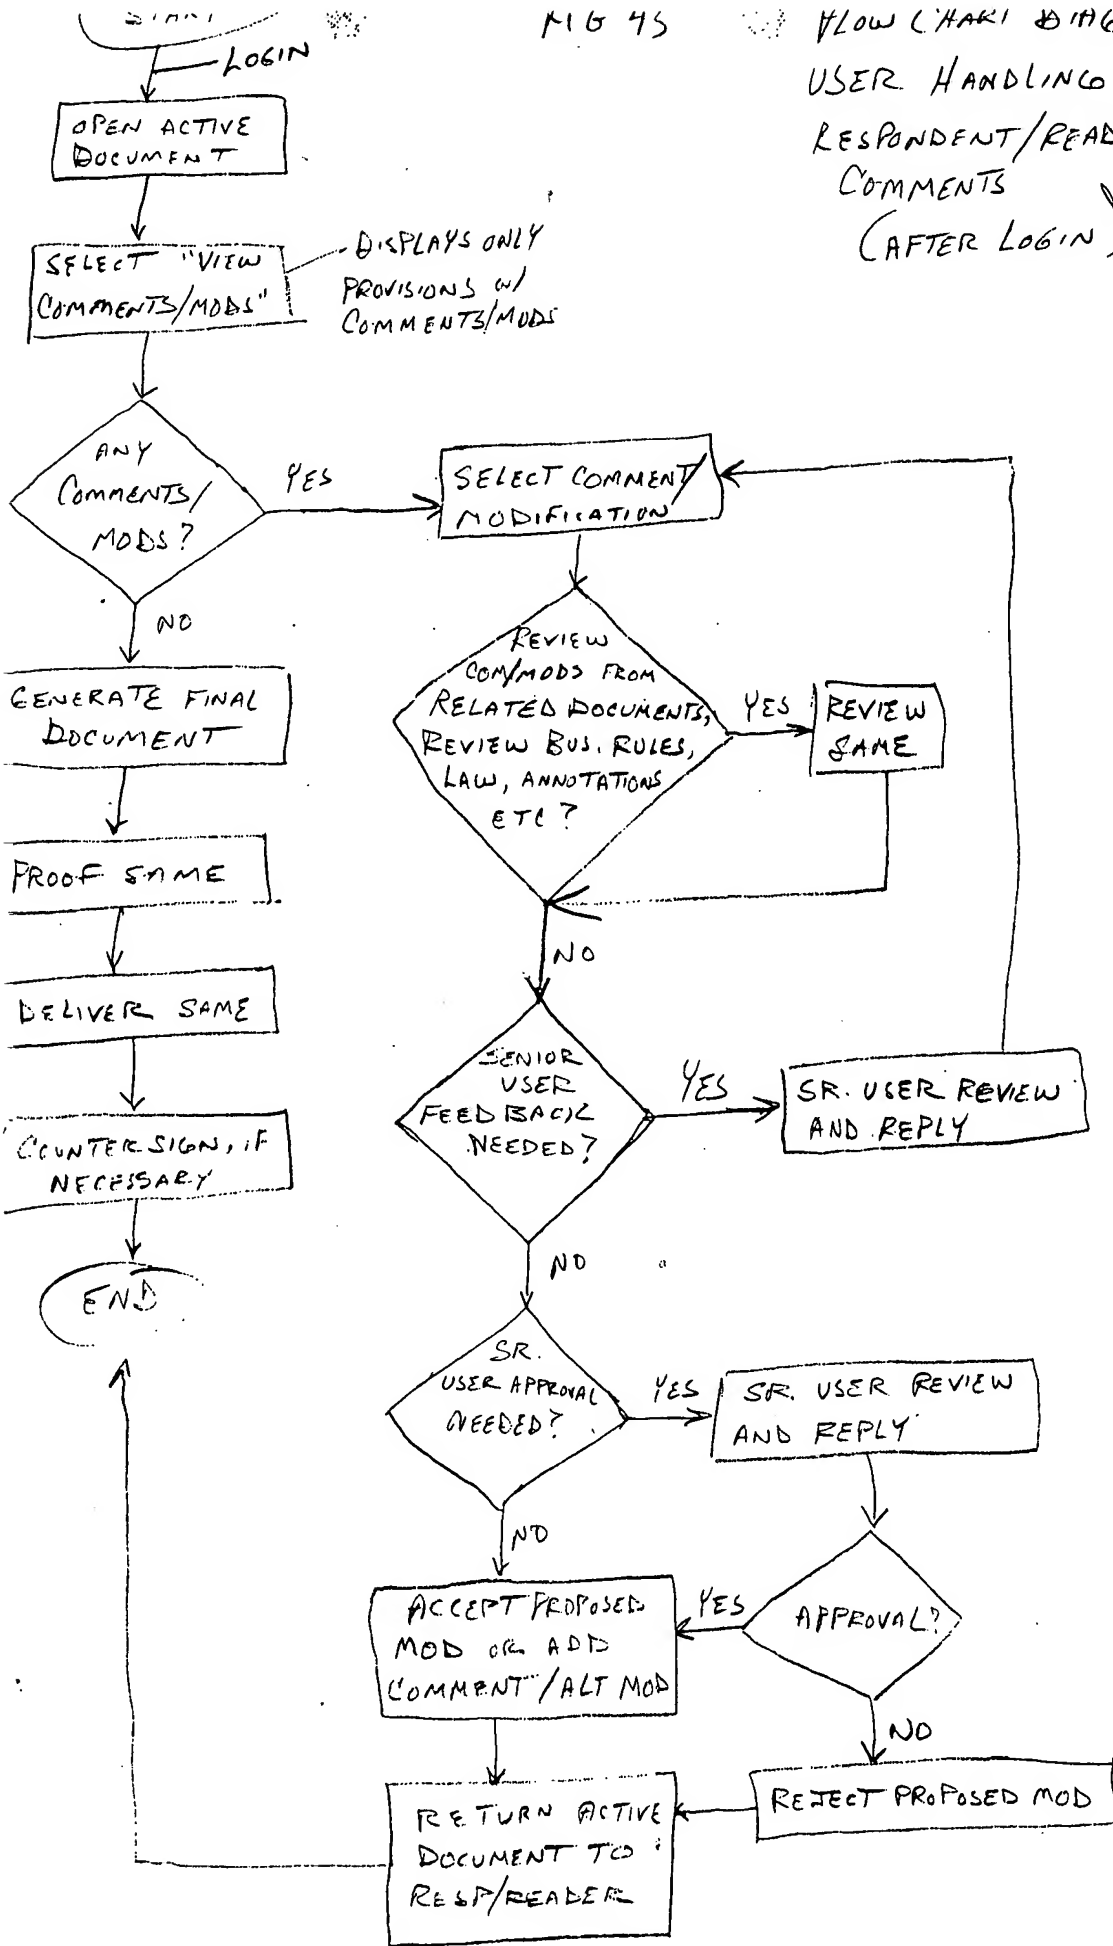 START
LOGIN
OPEN ACTIVE
DOCUMENT
SELECT "VIEW
COMMENTS/MODS"
DISPLAYS ONLY
PROVISIONS W/
COMMENTS/MODS
FLOW CHART
USER HANDLING
RESPONDENT/READ
COMMENTS
(AFTER LOGIN)
ANY
COMMENTS/
MODS?
YES
NO
GENERATE FINAL
DOCUMENT
PROOF SAME
DELIVER SAME
COUNTERSIGN, IF
NECESSARY
END
SELECT COMMENT/
MODIFICATION
REVIEW
COM/MODS FROM
RELATED DOCUMENTS,
REVIEW BUS. RULES,
LAW, ANNOTATIONS
ETC?
YES
REVIEW
SAME
NO
SENIOR
USER
FEEDBACK
NEEDED?
YES
SR. USER REVIEW
AND REPLY
NO
SR.
USER APPROVAL
NEEDED?
YES
SR. USER REVIEW
AND REPLY
NO
APPROVAL?
YES
ACCEPT PROPOSED
MOD OR ADD
COMMENT/ALT MOD
NO
REJECT PROPOSED MOD
RETURN ACTIVE
DOCUMENT TO
RESP/READER